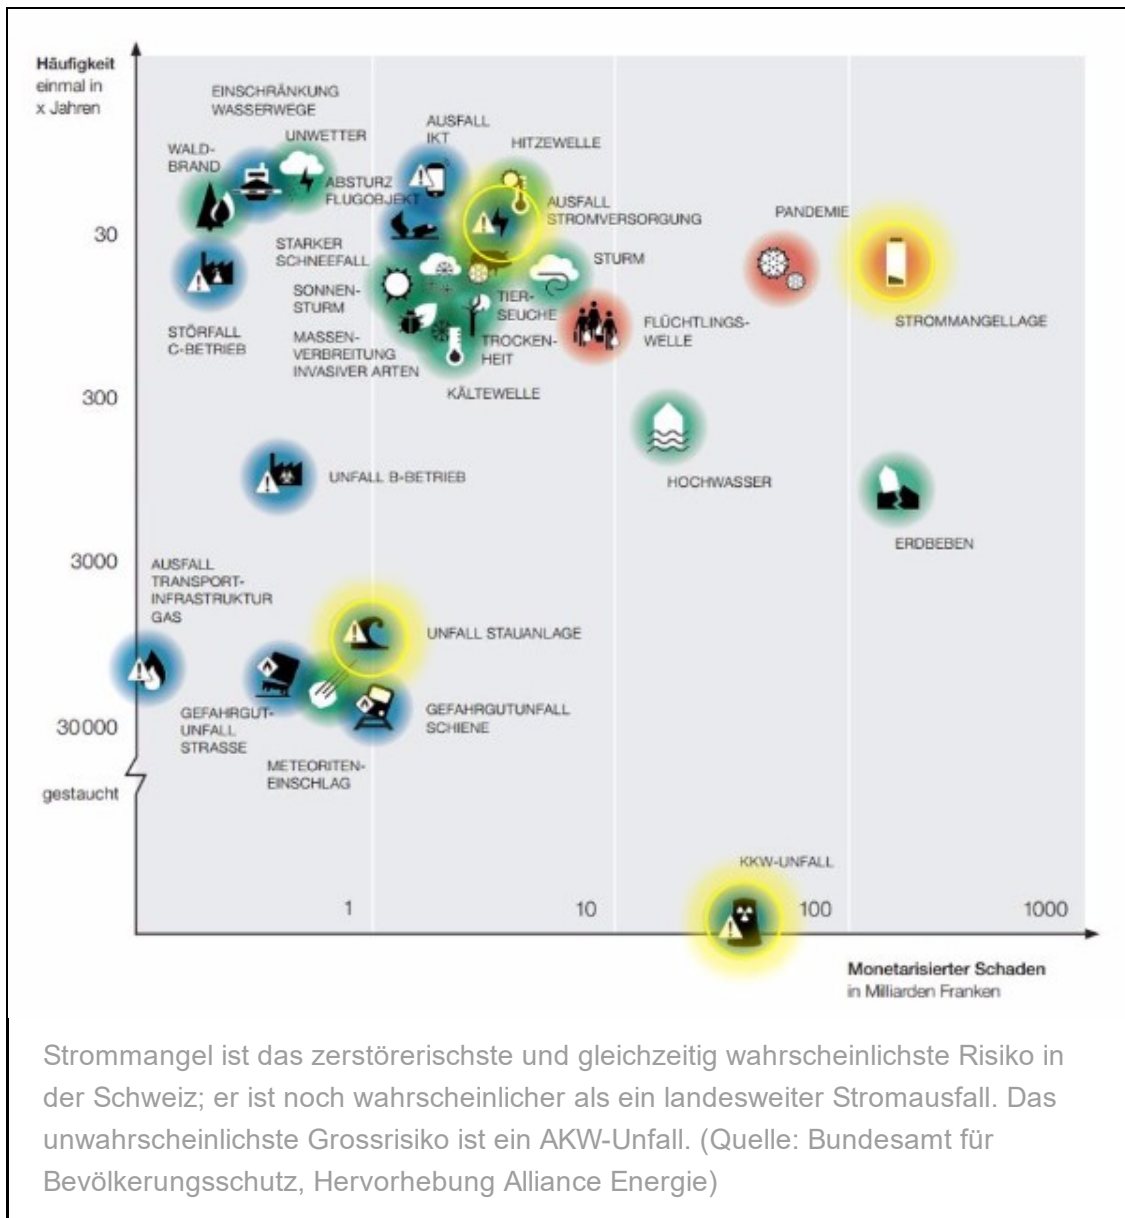 Häufigkeit
einmal in
x Jahren
EINSCHRÄNKUNG
WASSERWEGE
UNWETTER
WALD-
BRAND
AUSFALL
IKT
HITZEWELLE
ABSTURZ
FLUGOBJEKT
AUSFALL
STROMVERSORGUNG
PANDEMIE
30
STARKER
SCHNEEFALL
STURM
SONNEN-
STURM
TIER-
SEUCHE
STROMMANGELLAGE
STÖRFALL
C-BETRIEB
MASSEN-
VERBREITUNG
INVASIVER ARTEN
TROCKEN-
HEIT
FLÜCHTLINGS-
WELLE
KÄLTEWELLE
300
UNFALL B-BETRIEB
HOCHWASSER
ERDBEBEN
3000
AUSFALL
TRANSPORT-
INFRASTRUKTUR
GAS
UNFALL STAUANLAGE
GEFAHRGUT-
UNFALL
STRASSE
GEFAHRGUTUNFALL
SCHIENE
30000
METEORITEN-
EINSCHLAG
gestaucht
KKW-UNFALL
1
10
100
1000
Monetarisierter Schaden
in Milliarden Franken
Strommangel ist das zerstörerischste und gleichzeitig wahrscheinlichste Risiko in
der Schweiz; er ist noch wahrscheinlicher als ein landesweiter Stromausfall. Das
unwahrscheinlichste Grossrisiko ist ein AKW-Unfall. (Quelle: Bundesamt für
Bevölkerungsschutz, Hervorhebung Alliance Energie)